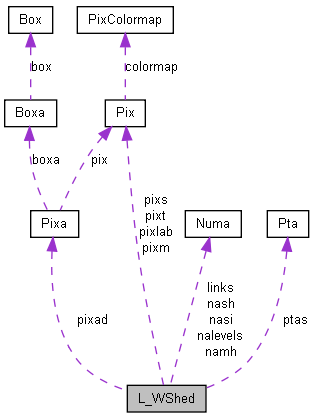 Box
PixColormap
box
colormap
Boxa
Pix
boxa
pix
pixs
pixt
pixlab
pixm
Pixa
Numa
Pta
links
nash
nasi
nalevels
namh
pixad
ptas
L_WShed